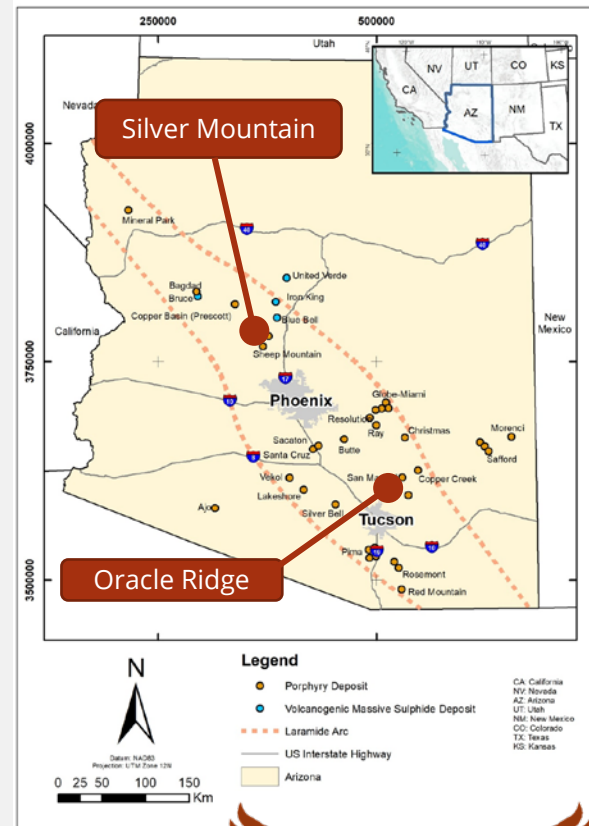 250000
500000
Utah
Nevada
NV
UT
CO
KS
CA
AZ
NM
TX
4000000
Silver Mountain
Mineral Park
40
40
United Verde
Bagdad
Bruce
Iron King
Copper Basin (Prescott)
Blue Bell
California
New
Mexico
Sheep Mountain
3750000
17
10
Phoenix
Globe-Miami
Resolution
Ray
Christmas
Morenci
Sacaton
Butte
Safford
Santa Cruz
8
Vekol
San Ma
Copper Creek
Lakeshore
Ajo
Silver Bell
Tucson
Pima
10
10
Oracle Ridge
Rosemont
Red Mountain
3500000
N
Datum: NAD83
Projection: UTM Zone 12N
0 25 50 100 150
Km
Legend
Porphyry Deposit
Volcanogenic Massive Sulphide Deposit
Laramide Arc
US Interstate Highway
Arizona
CA: California
NV: Nevada
AZ: Arizona
UT: Utah
NM: New Mexico
CO: Colorado
TX: Texas
KS: Kansas